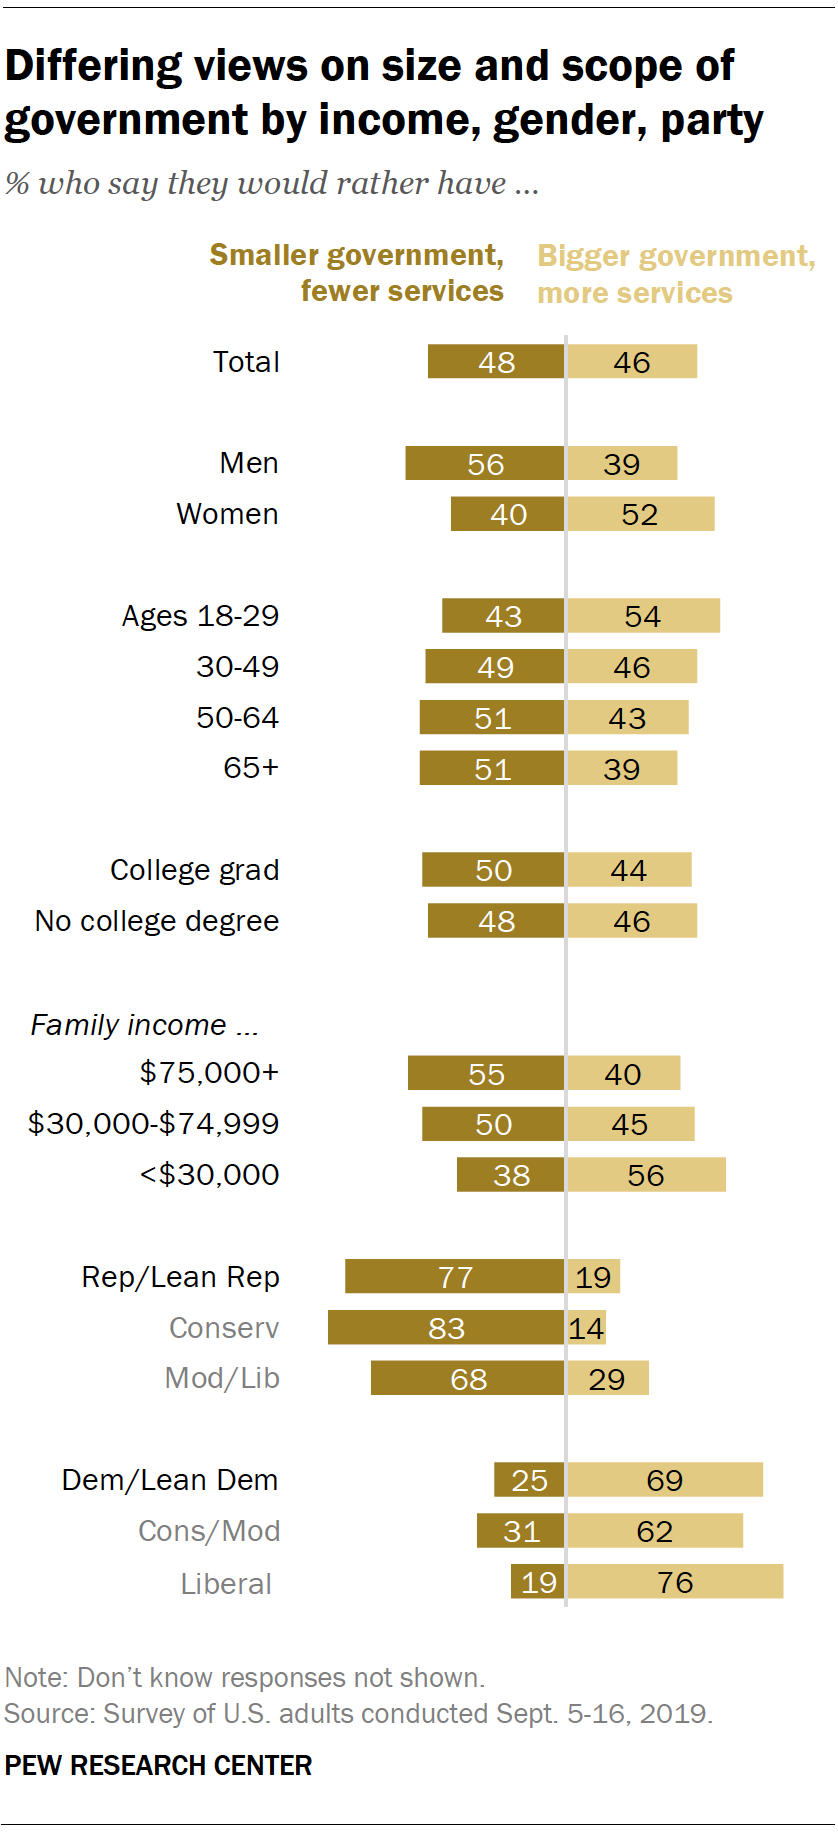 Differing views on size and scope of
government by income, gender, party
% who say they would rather have ...
Smaller government, Bigger government,
fewer services more services
Total 48 46
Men 56 39
Women 40 52
Ages 18-29 43 54
30-49 49 46
50-64 51 43
65+ 51 39
College grad 50 44
No college degree 48 46
Family income ...
$75,000+ 55 40
$30,000-$74,999 50 45
<$30,000 38 56
Rep/Lean Rep 77 19
Conserv 83 14
Mod/Lib 68 29
Dem/Lean Dem 25 69
Cons/Mod 31 62
Liberal 19 76
Note: Don’t know responses not shown.
Source: Survey of U.S. adults conducted Sept. 5-16, 2019.
PEW RESEARCH CENTER